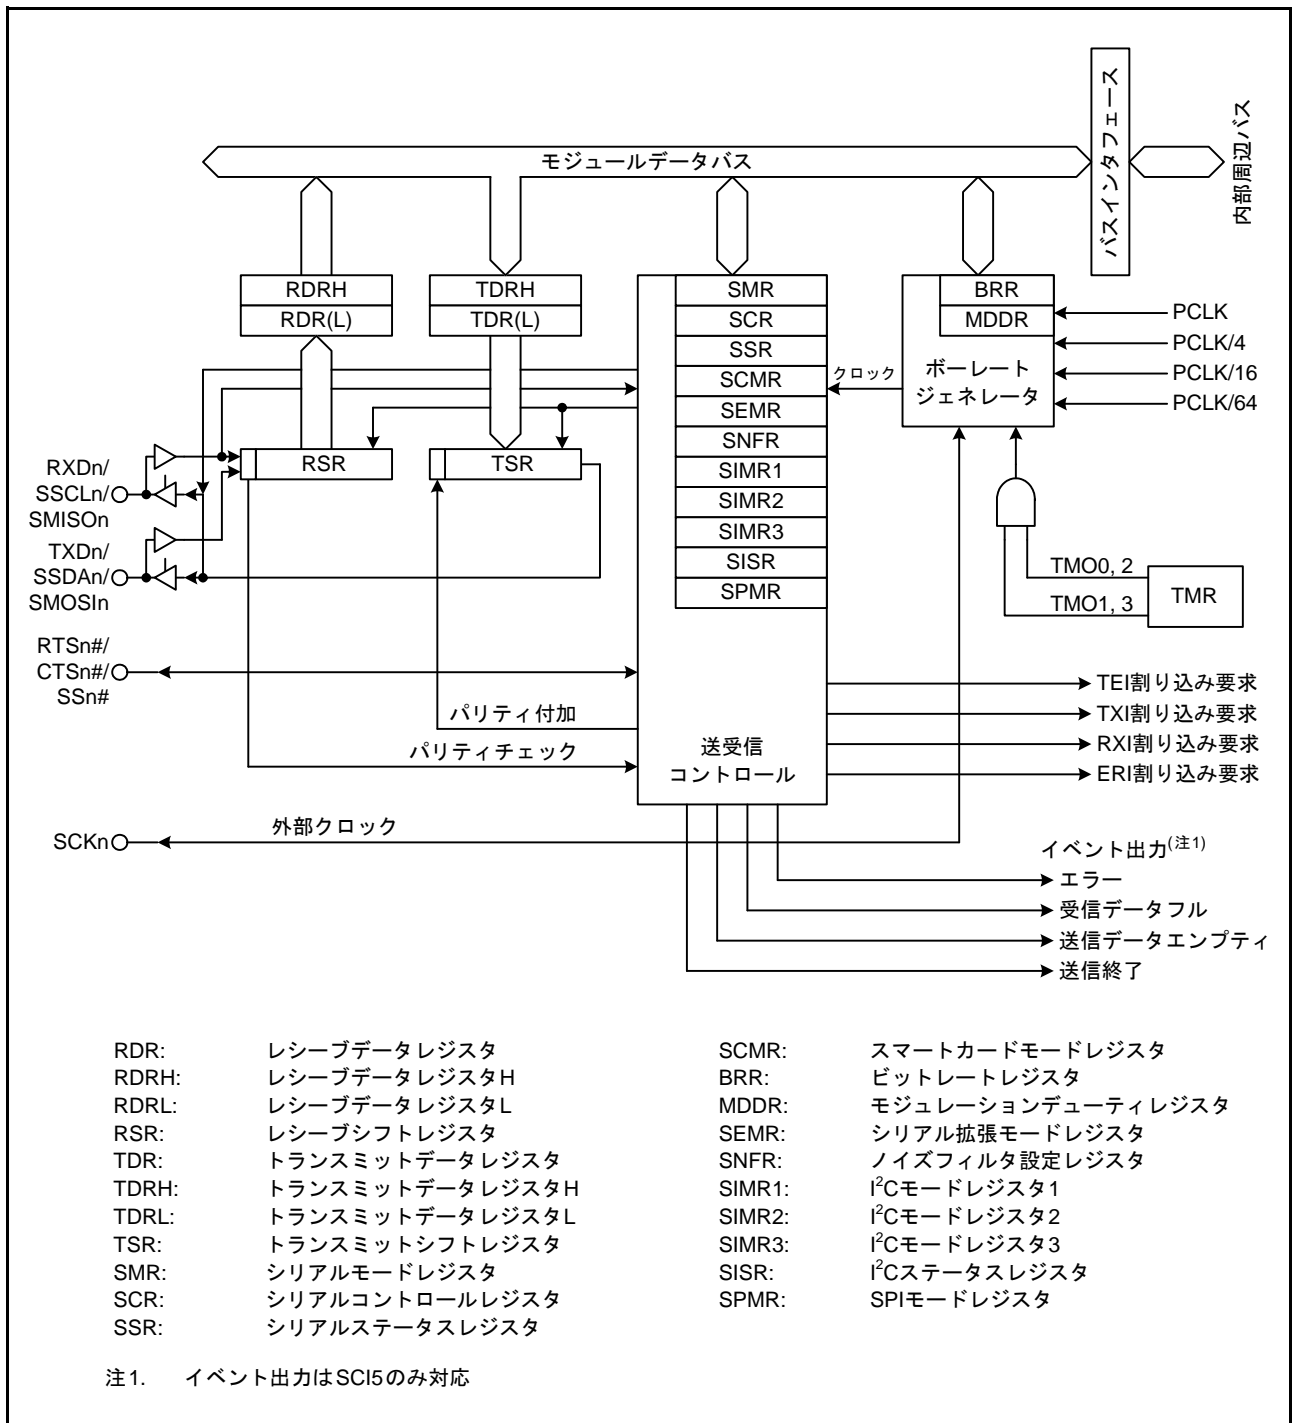 モジュールデータバス
バスインタフェース
内部周辺バス
RDRH
RDR(L)
TDRH
TDR(L)
SMR
SCR
SSR
SCMR
SEMR
SNFR
SIMR1
SIMR2
SIMR3
SISR
SPMR
BRR
MDDR
ボーレート
ジェネレータ
クロック
PCLK
PCLK/4
PCLK/16
PCLK/64
RSR
TSR
RXDn/
SSCLn/
SMISOn
TXDn/
SSDAn/
SMOSIn
TMO0, 2
TMO1, 3
TMR
RTSn#/
CTSn#/
SSn#
パリティ付加
パリティチェック
送受信
コントロール
TEI割り込み要求
TXI割り込み要求
RXI割り込み要求
ERI割り込み要求
SCKn
外部クロック
イベント出力(注1)
エラー
受信データフル
送信データエンプティ
送信終了
RDR: レシーブデータレジスタ
RDRH: レシーブデータレジスタH
RDRL: レシーブデータレジスタL
RSR: レシーブシフトレジスタ
TDR: トランスミットデータレジスタ
TDRH: トランスミットデータレジスタH
TDRL: トランスミットデータレジスタL
TSR: トランスミットシフトレジスタ
SMR: シリアルモードレジスタ
SCR: シリアルコントロールレジスタ
SSR: シリアルステータスレジスタ
SCMR: スマートカードモードレジスタ
BRR: ビットレートレジスタ
MDDR: モジュレーションデューティレジスタ
SEMR: シリアル拡張モードレジスタ
SNFR: ノイズフィルタ設定レジスタ
SIMR1: I²Cモードレジスタ1
SIMR2: I²Cモードレジスタ2
SIMR3: I²Cモードレジスタ3
SISR: I²Cステータスレジスタ
SPMR: SPIモードレジスタ
注1. イベント出力はSCI5のみ対応